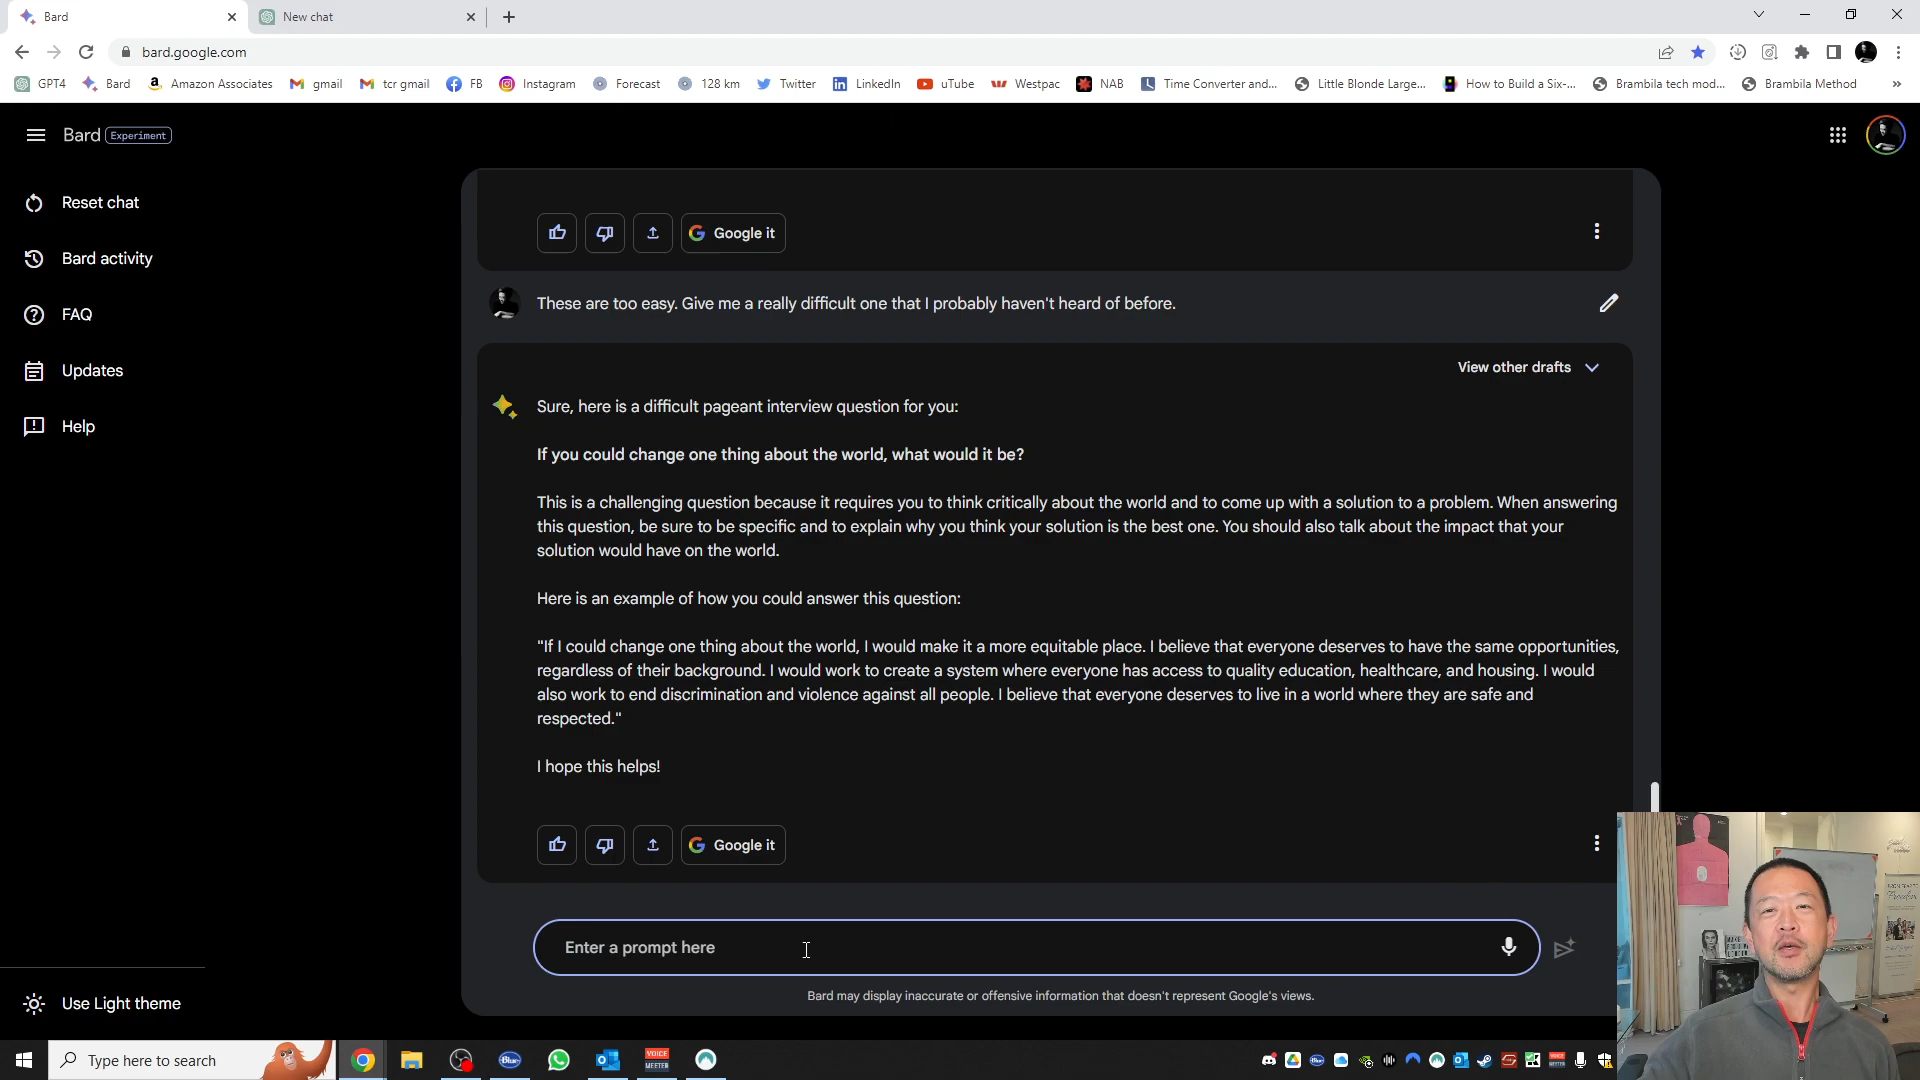 Bard
New chat
bard.google.com
GPT4
Bard
Amazon Associates
gmail
tcr gmail
FB
Instagram
Forecast
128 km
Twitter
LinkedIn
uTube
Westpac
NAB
Time Converter and...
Little Blonde Large...
How to Build a Six-...
Brambila tech mod...
Brambila Method
»
Bard Experiment
Reset chat
Bard activity
FAQ
Updates
Help
Use Light theme
Google it
These are too easy. Give me a really difficult one that I probably haven't heard of before.
View other drafts
Sure, here is a difficult pageant interview question for you:
If you could change one thing about the world, what would it be?
This is a challenging question because it requires you to think critically about the world and to come up with a solution to a problem. When answering
this question, be sure to be specific and to explain why you think your solution is the best one. You should also talk about the impact that your
solution would have on the world.
Here is an example of how you could answer this question:
"If I could change one thing about the world, I would make it a more equitable place. I believe that everyone deserves to have the same opportunities,
regardless of their background. I would work to create a system where everyone has access to quality education, healthcare, and housing. I would
also work to end discrimination and violence against all people. I believe that everyone deserves to live in a world where they are safe and
respected."
I hope this helps!
Google it
Enter a prompt here
Bard may display inaccurate or offensive information that doesn't represent Google's views.
FROM FEAR TO
Freedom
Type here to search
Blue
VOICE
MEETER